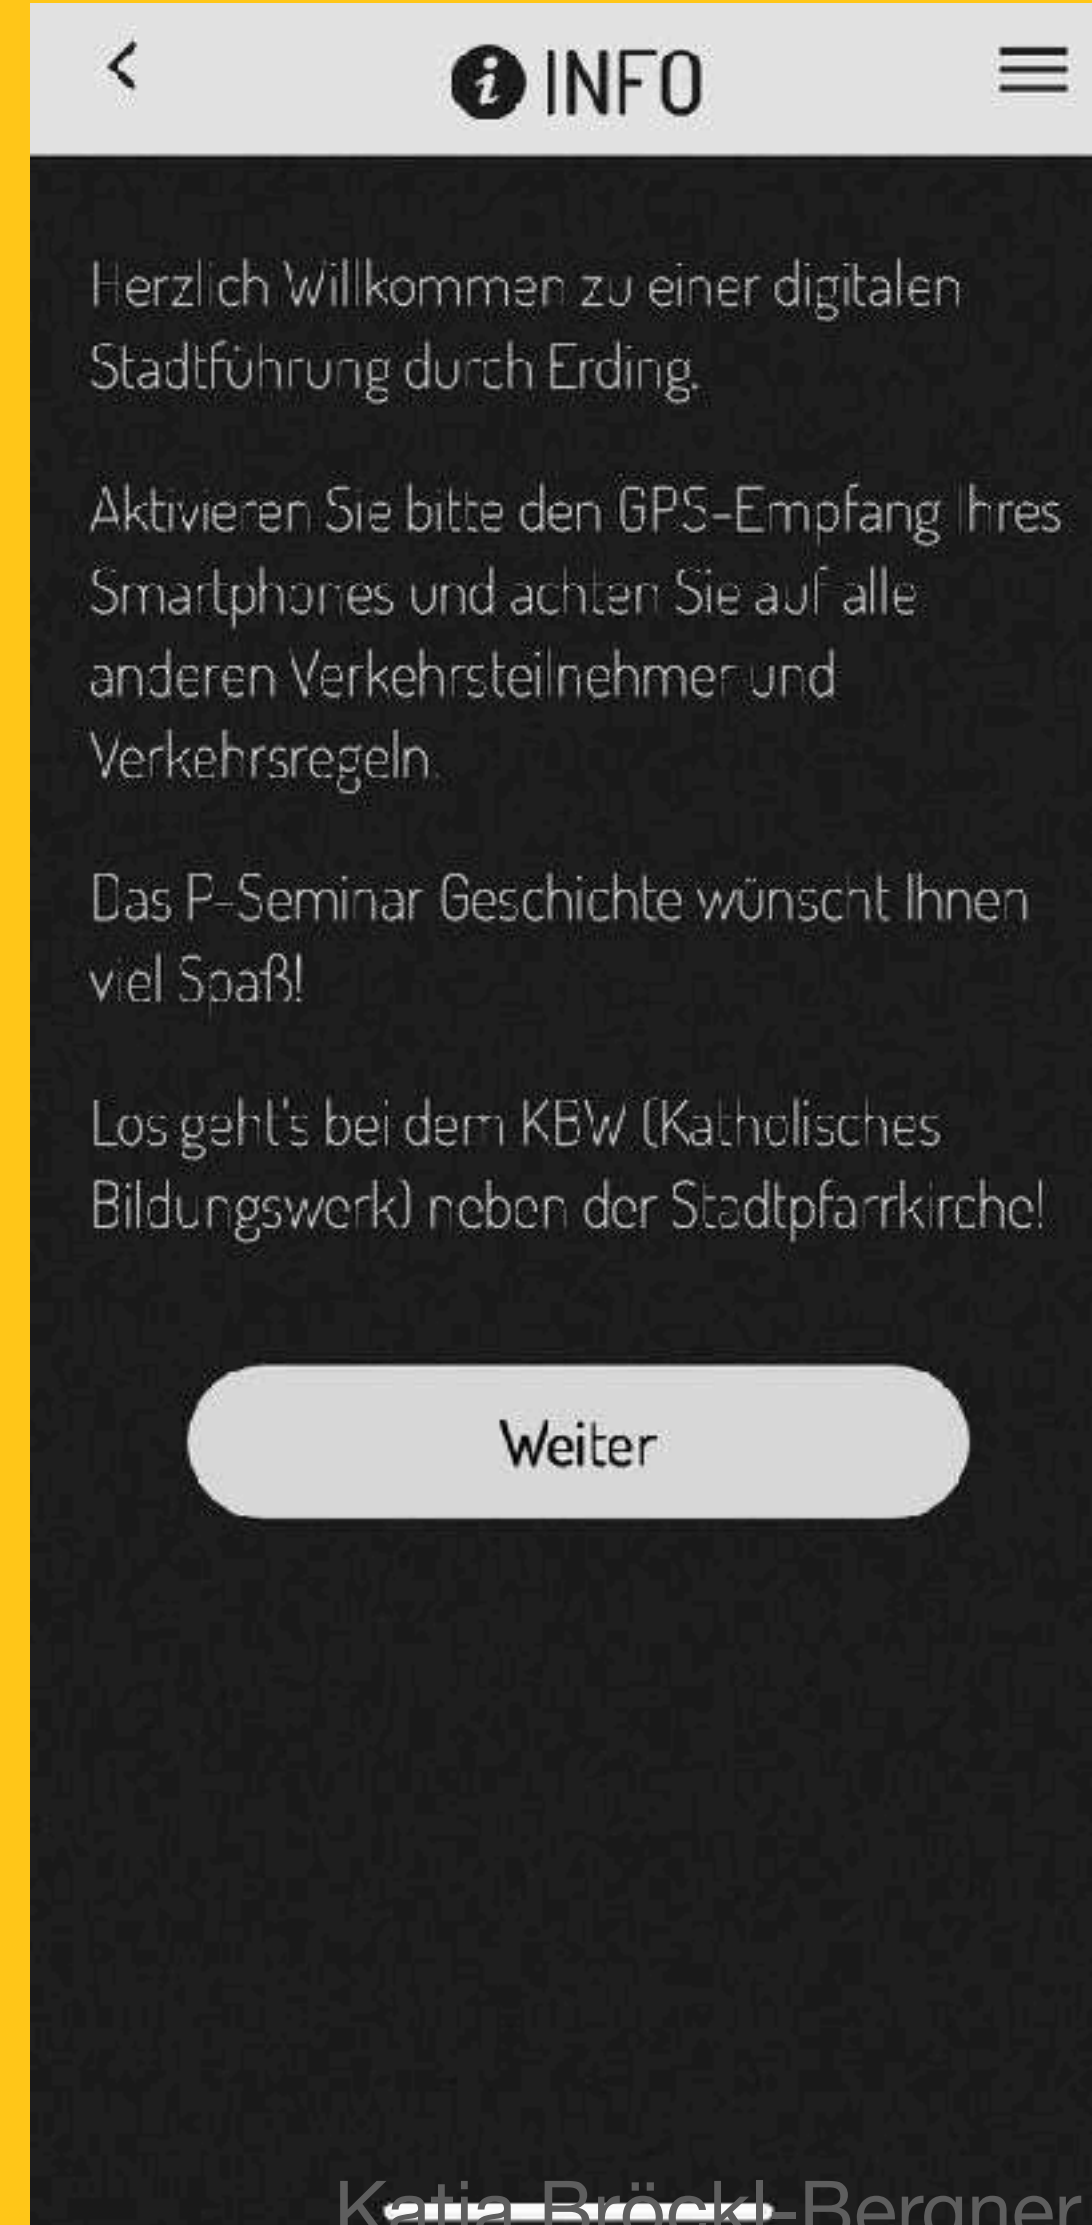 INFO
Herzlich Willkommen zu einer digitalen
Stadtführung durch Erding.
Aktivieren Sie bitte den GPS-Empfang Ihres
Smartphones und achten Sie auf alle
anderen Verkehrsteilnehmer und
Verkehrsregeln.
Das P-Seminar Geschichte wünscht Ihnen
viel Spaß!
Los geht's bei dem KBW (Katholisches
Bildungswerk) neben der Stadtpfarrkirche!
Weiter
Katja Bröckl-Bergner